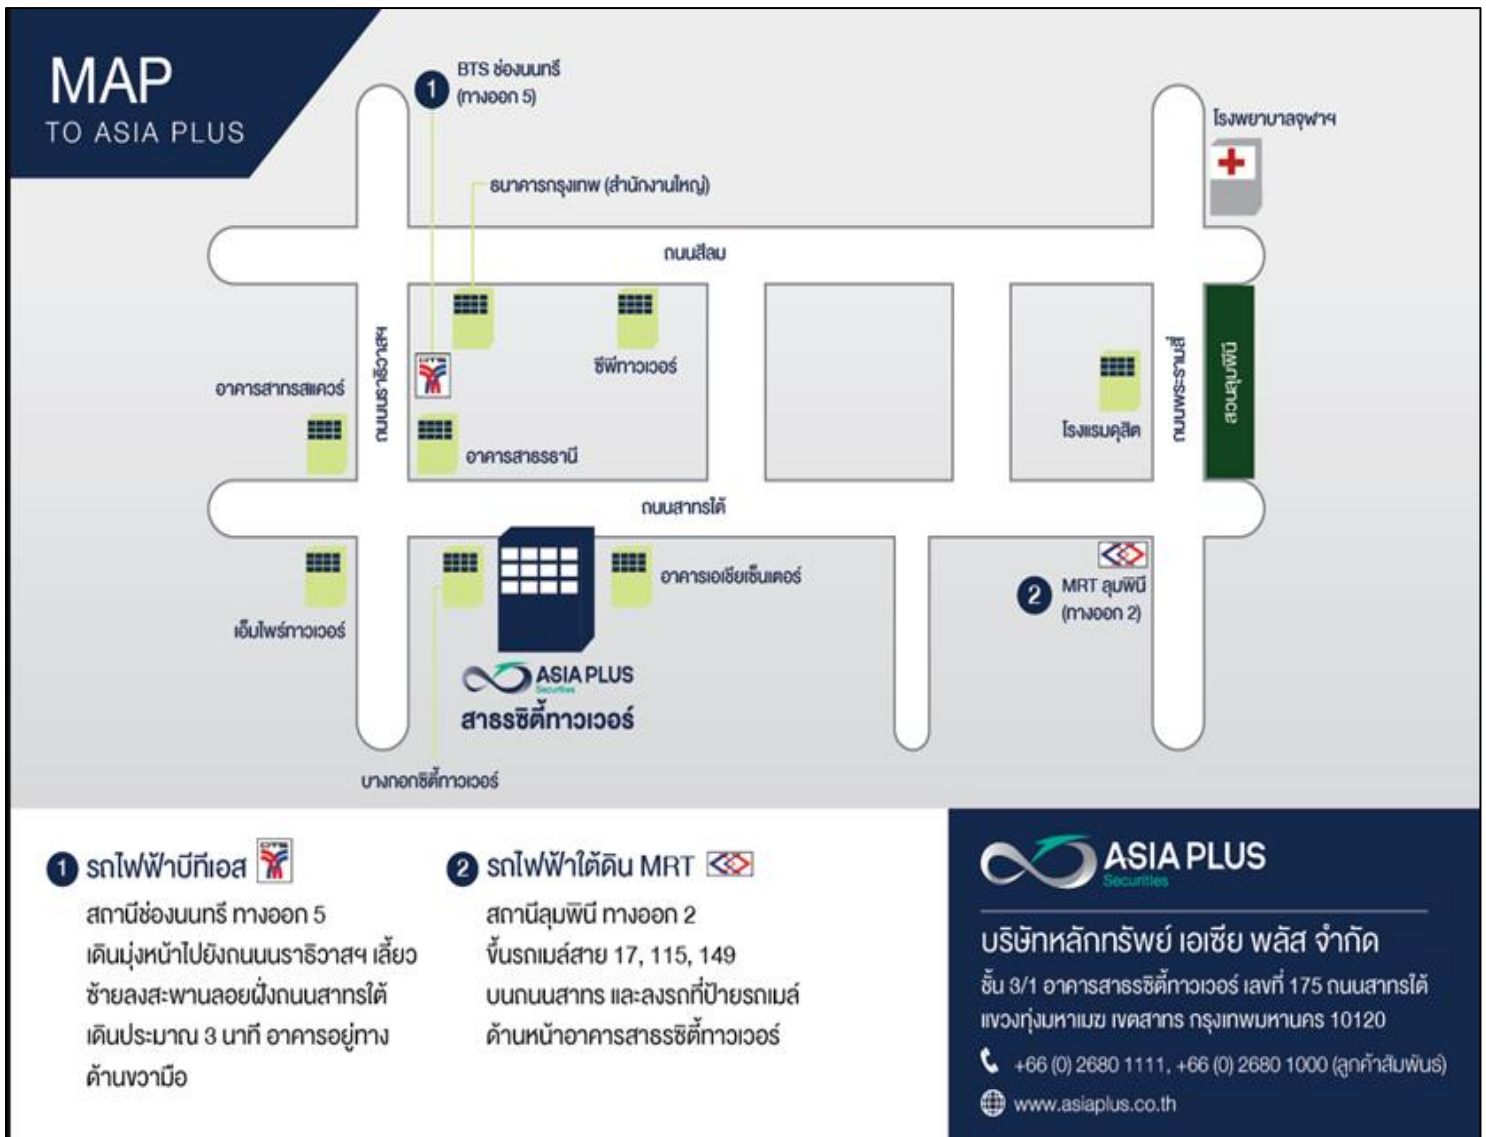 MAP
TO ASIA PLUS
1
BTS ช่องนนทรี
(ทางออก 5)
โรงพยาบาลจุฬาฯ
ธนาคารกรุงเทพ (สำนักงานใหญ่)
ถนนสีลม
ถนนนราธิวาสฯ
BTS
ซีพีทาวเวอร์
ถนนพระรามสี่
สวนลุมพินี
อาคารสาทรสแควร์
โรงแรมดุสิต
อาคารสาธรธานี
ถนนสาทรใต้
อาคารเอเชียเซ็นเตอร์
2
MRT ลุมพินี
(ทางออก 2)
เอ็มไพร์ทาวเวอร์
ASIA PLUS
Securities
สาธรซิตี้ทาวเวอร์
บางกอกซิตี้ทาวเวอร์
1 รถไฟฟ้าบีทีเอส BTS
สถานีช่องนนทรี ทางออก 5
เดินมุ่งหน้าไปยังถนนนราธิวาสฯ เลี้ยว
ซ้ายลงสะพานลอยฝั่งถนนสาทรใต้
เดินประมาณ 3 นาที อาคารอยู่ทาง
ด้านขวามือ
2 รถไฟฟ้าใต้ดิน MRT
สถานีลุมพินี ทางออก 2
ขึ้นรถเมล์สาย 17, 115, 149
บนถนนสาทร และลงรถที่ป้ายรถเมล์
ด้านหน้าอาคารสาธรซิตี้ทาวเวอร์
ASIA PLUS
Securities
บริษัทหลักทรัพย์ เอเซีย พลัส จำกัด
ชั้น 3/1 อาคารสาธรซิตี้ทาวเวอร์ เลขที่ 175 ถนนสาทรใต้
แขวงทุ่งมหาเมฆ เขตสาทร กรุงเทพมหานคร 10120
+66 (0) 2680 1111, +66 (0) 2680 1000 (ลูกค้าสัมพันธ์)
www.asiaplus.co.th